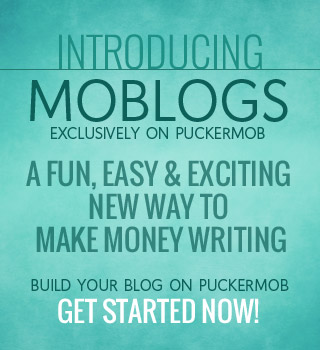 INTRODUCING
MOBLOGS
EXCLUSIVELY ON PUCKERMOB
A FUN, EASY & EXCITING
NEW WAY TO
MAKE MONEY WRITING
BUILD YOUR BLOG ON PUCKERMOB
GET STARTED NOW!